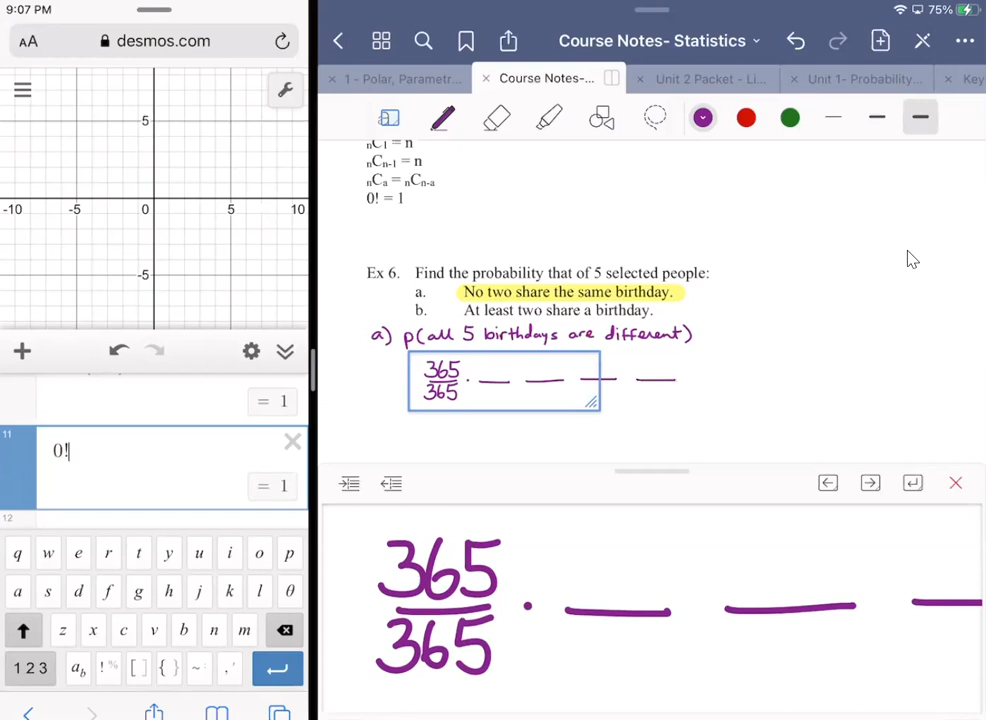 9:07 PM
75%
AA desmos.com
Course Notes- Statistics
1 - Polar, Parametr...
Course Notes-...
Unit 2 Packet - Li...
Unit 1- Probability...
Key
5
-10 -5 0 5 10
-5
nC1 = n
nCn-1 = n
nCa = nCn-a
0! = 1
Ex 6. Find the probability that of 5 selected people:
a. No two share the same birthday.
b. At least two share a birthday.
a) p(all 5 birthdays are different)
365
365
.
= 1
11
0!
= 1
12
365
365
.
q w e r t y u i o p
a s d f g h j k l θ
z x c v b n m
1 2 3 ab ! % [ ] { } ~ : , '